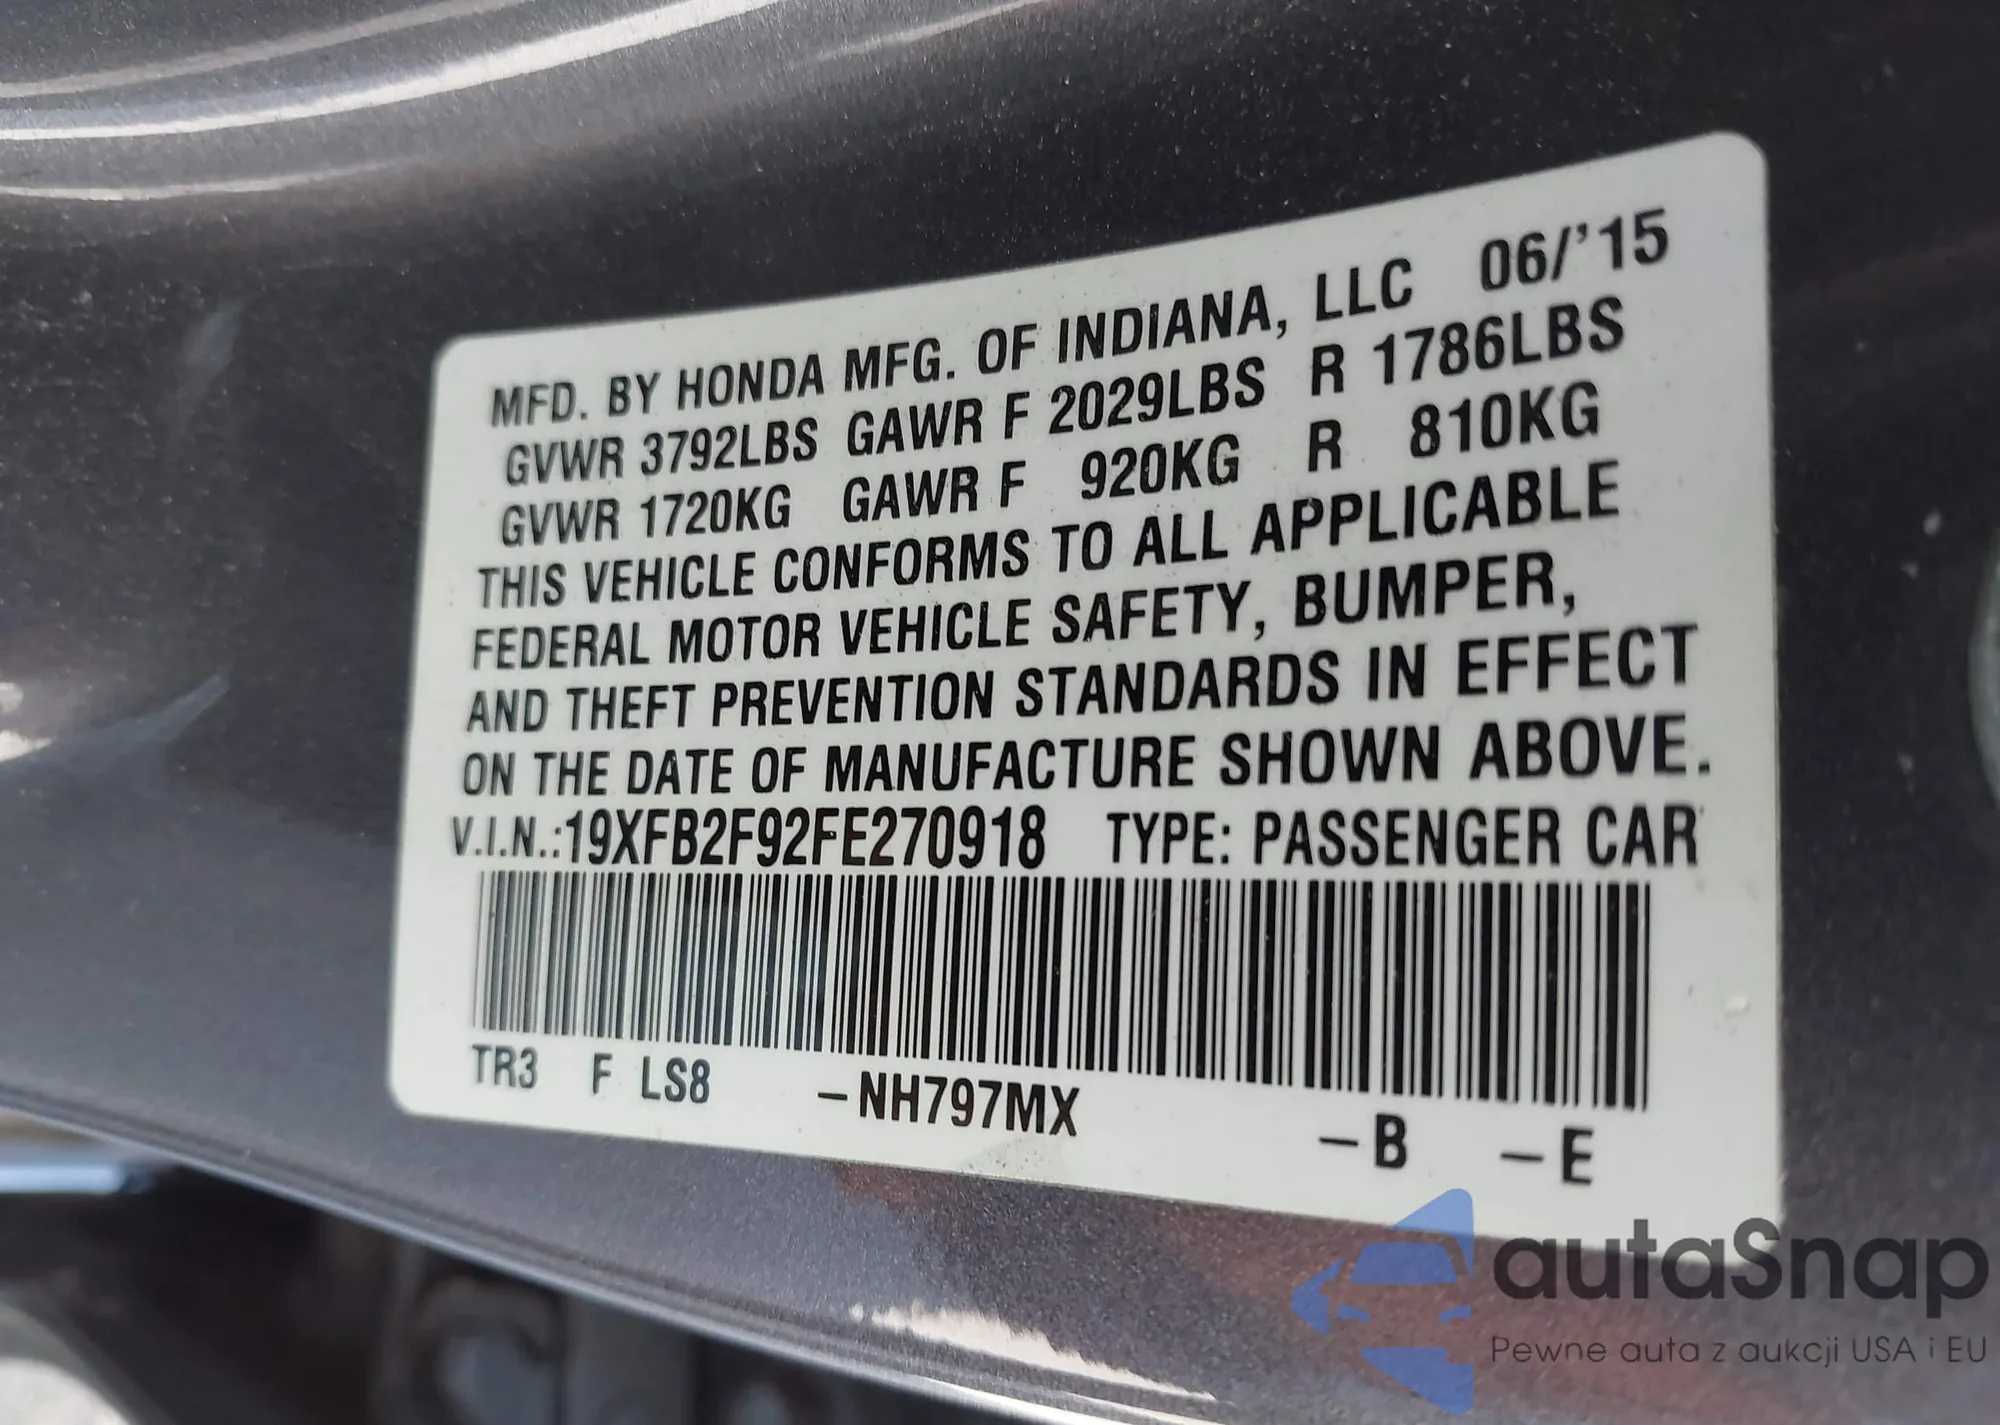 MFD. BY HONDA MFG. OF INDIANA, LLC 06/'15
GVWR 3792LBS GAWR F 2029LBS R 1786LBS
GVWR 1720KG GAWR F 920KG R 810KG
THIS VEHICLE CONFORMS TO ALL APPLICABLE
FEDERAL MOTOR VEHICLE SAFETY, BUMPER,
AND THEFT PREVENTION STANDARDS IN EFFECT
ON THE DATE OF MANUFACTURE SHOWN ABOVE.
V.I.N.:19XFB2F92FE270918 TYPE: PASSENGER CAR
TR3 F LS8 -NH797MX -B -E
autaSnap
Pewne auta z aukcji USA i EU